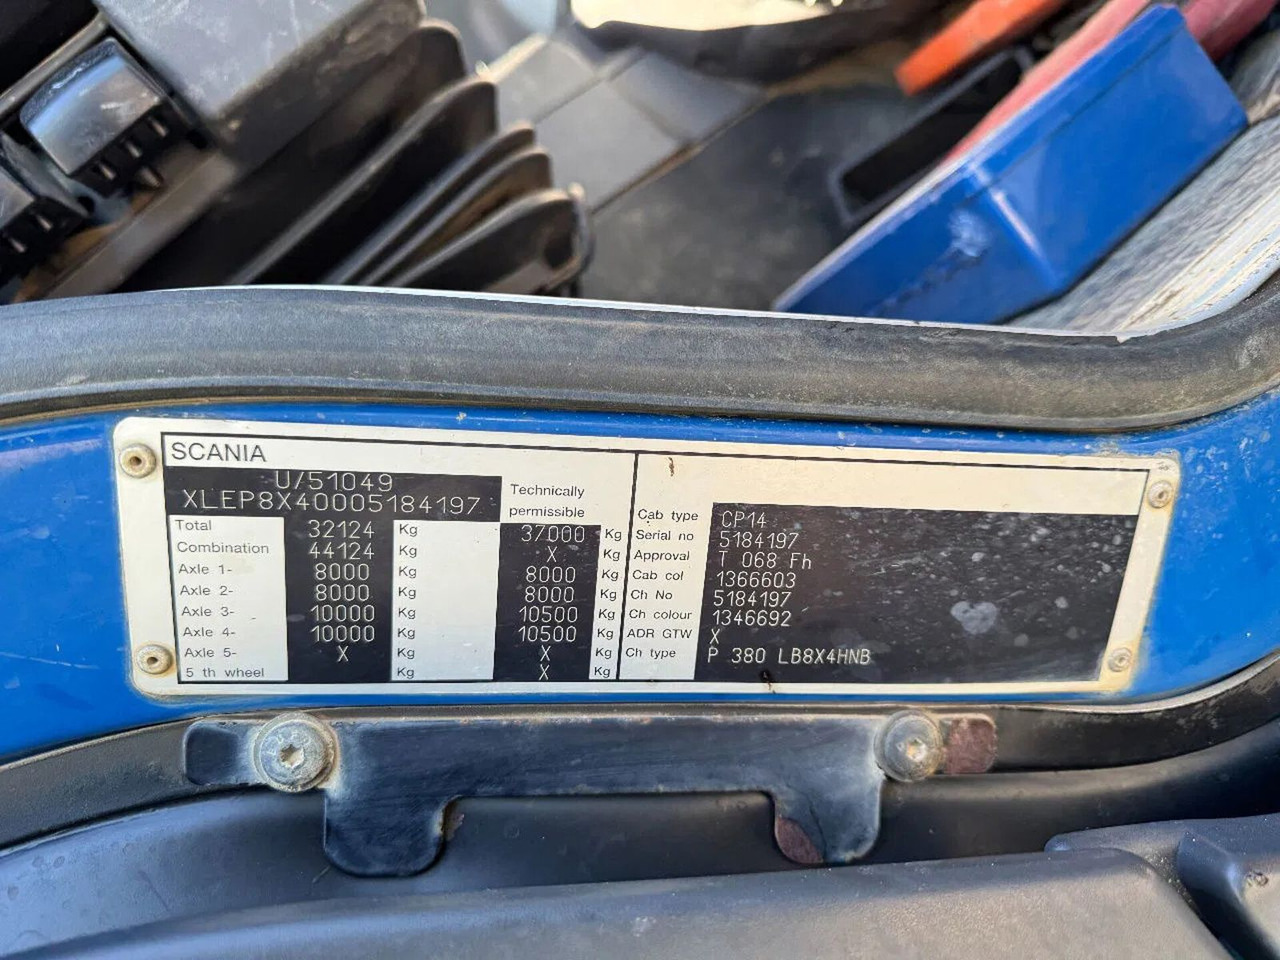 SCANIA
U/51049
XLEP8X40005184197
Technically
permissible
Total 32124 Kg 37000 Kg
Combination 44124 Kg X Kg
Axle 1- 8000 Kg 8000 Kg
Axle 2- 8000 Kg 8000 Kg
Axle 3- 10000 Kg 10500 Kg
Axle 4- 10000 Kg 10500 Kg
Axle 5- X Kg X Kg
5 th wheel Kg X Kg
Cab type CP14
Serial no 5184197
Approval T 068 Fh
Cab col 1366603
Ch No 5184197
Ch colour 1346692
ADR GTW X
Ch type P 380 LB8X4HNB